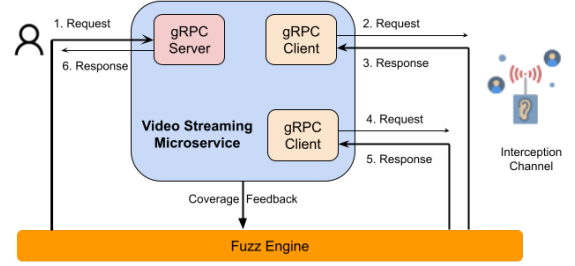 1. Request
gRPC
Server
6. Response
gRPC
Client
2. Request
3. Response
gRPC
Client
4. Request
5. Response
Video Streaming
Microservice
Interception
Channel
Coverage Feedback
Fuzz Engine